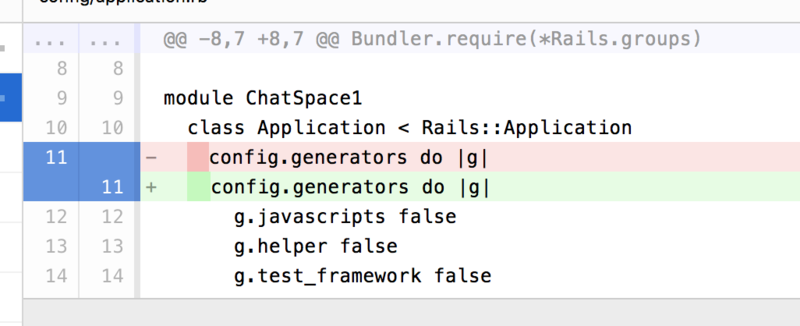 config/application.rb
... ... @@ -8,7 +8,7 @@ Bundler.require(*Rails.groups)
8 8
9 9 module ChatSpace1
10 10 class Application < Rails::Application
11 - config.generators do |g|
11 + config.generators do |g|
12 12 g.javascripts false
13 13 g.helper false
14 14 g.test_framework false